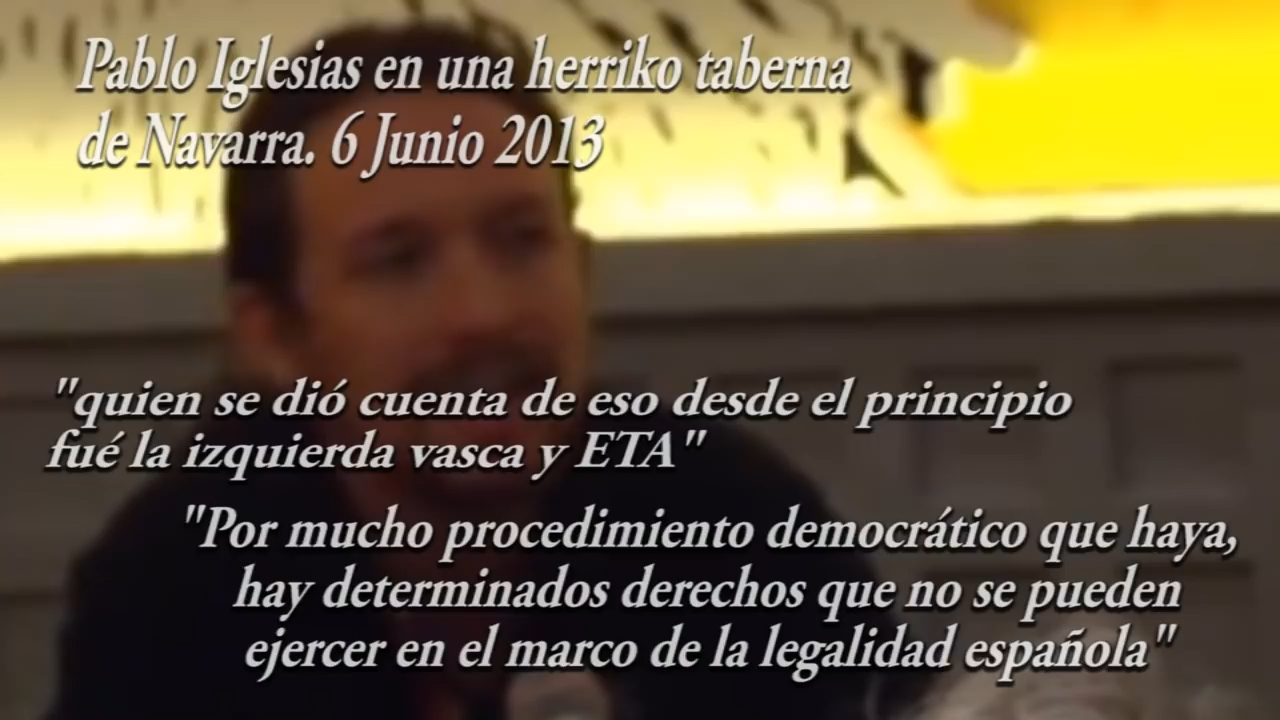 Pablo Iglesias en una herriko taberna
de Navarra. 6 Junio 2013
"quien se dió cuenta de eso desde el principio
fué la izquierda vasca y ETA"
"Por mucho procedimiento democrático que haya,
hay determinados derechos que no se pueden
ejercer en el marco de la legalidad española"